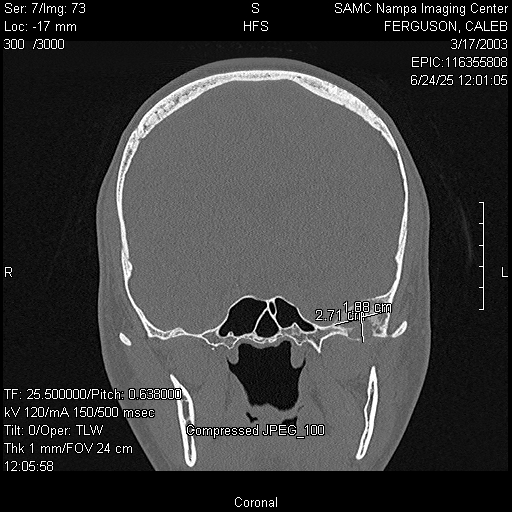 Ser: 7/Img: 73
S
SAMC Nampa Imaging Center
Loc: -17 mm
HFS
FERGUSON, CALEB
300 /3000
3/17/2003
EPIC:116355808
6/24/25 12:01:05
R
L
1.88 cm
2.71 cm
TF: 25.500000/Pitch: 0.638000
kV 120/mA 150/500 msec
Tilt: 0/Oper: TLW
Compressed JPEG_100
Thk 1 mm/FOV 24 cm
12:05:58
Coronal